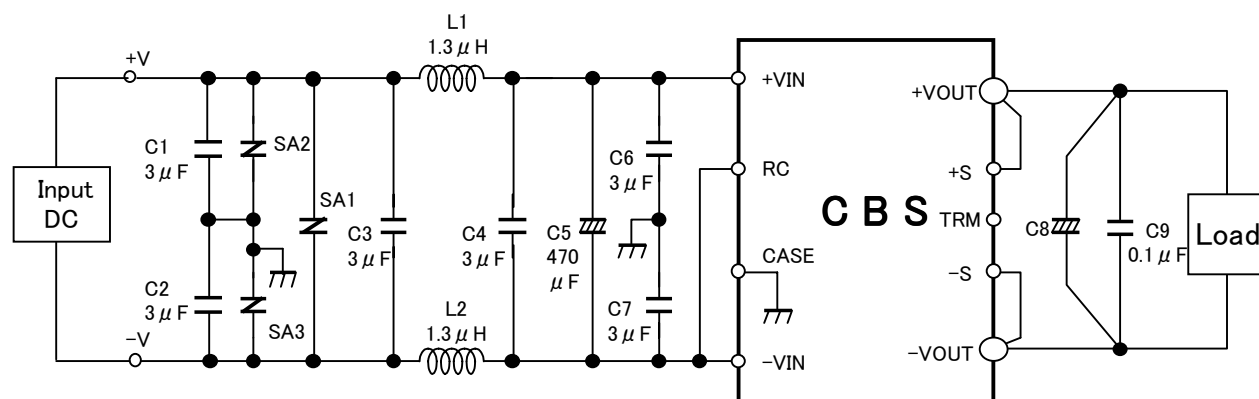 L1
1.3μH
+V
+VIN
+VOUT
C1
3μF
SA2
C6
3μF
RC
+S
Input
DC
SA1
C3
3μF
C4
3μF
C5
470
μF
CBS
TRM
C8
C9
0.1μF
Load
CASE
-S
C2
3μF
SA3
L2
1.3μH
C7
3μF
-V
-VIN
-VOUT